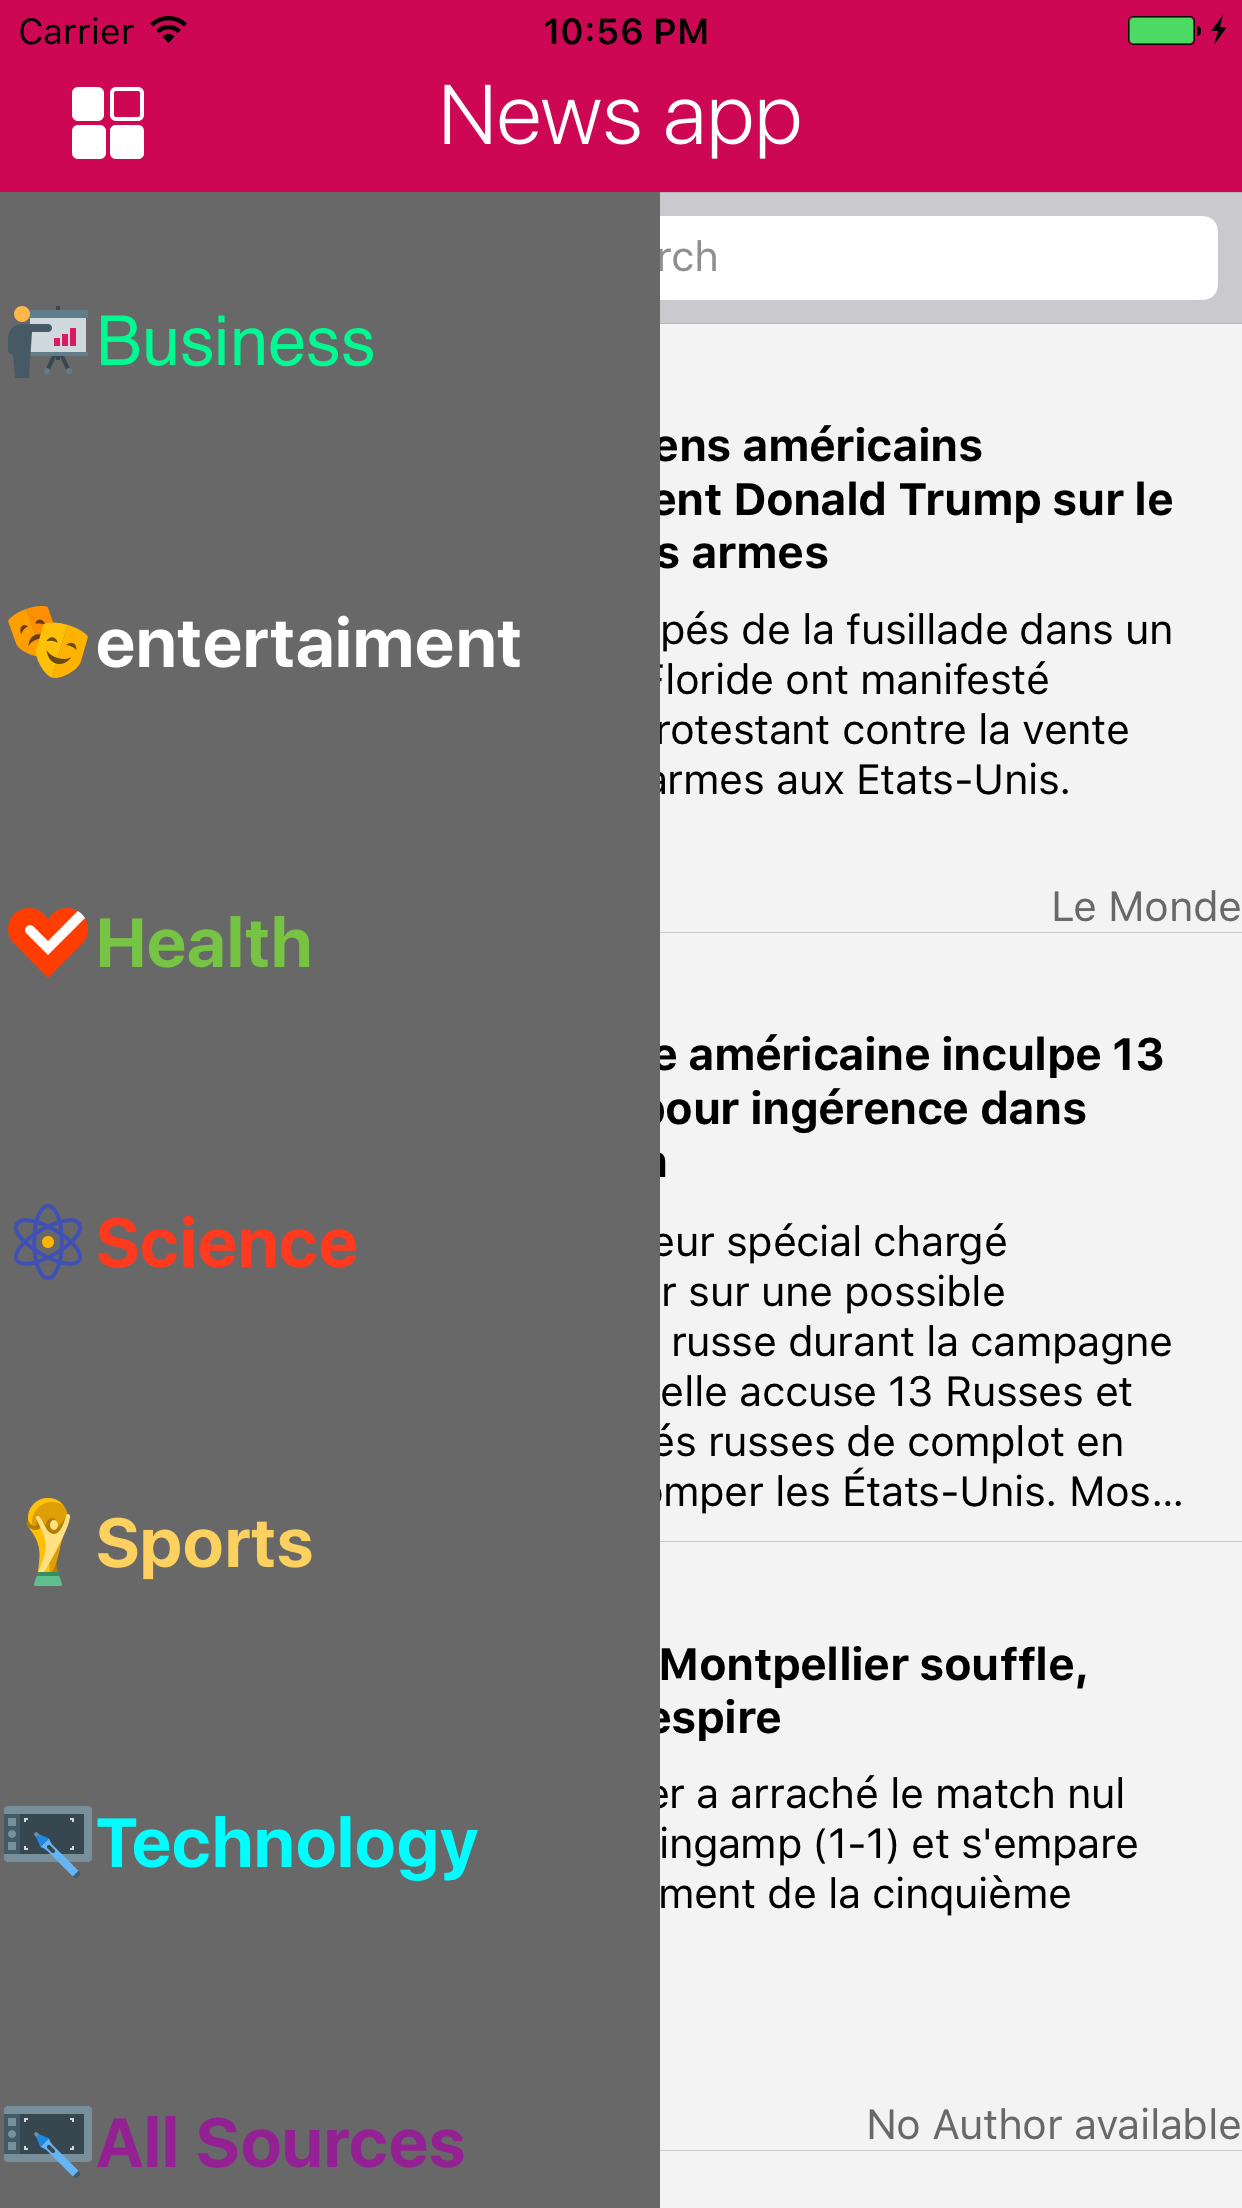 Carrier 10:56 PM
News app
Business
entertaiment
Health
Science
Sports
Technology
All Sources
rch
ens américains
ent Donald Trump sur le
s armes
pés de la fusillade dans un
Floride ont manifesté
rotestant contre la vente
armes aux Etats-Unis.
Le Monde
e américaine inculpe 13
pour ingérence dans
eur spécial chargé
r sur une possible
russe durant la campagne
elle accuse 13 Russes et
és russes de complot en
omper les États-Unis. Mos...
Montpellier souffle,
espire
er a arraché le match nul
ingamp (1-1) et s'empare
ment de la cinquième
No Author available